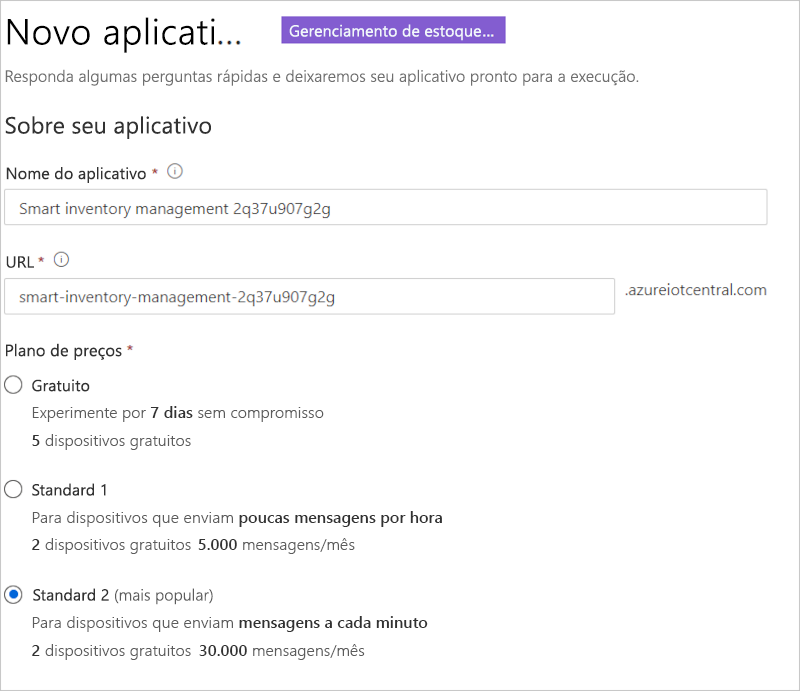 Novo aplicati...
Gerenciamento de estoque...
Responda algumas perguntas rápidas e deixaremos seu aplicativo pronto para a execução.
Sobre seu aplicativo
Nome do aplicativo *
Smart inventory management 2q37u907g2g
URL *
smart-inventory-management-2q37u907g2g
.azureiotcentral.com
Plano de preços *
Gratuito
Experimente por 7 dias sem compromisso
5 dispositivos gratuitos
Standard 1
Para dispositivos que enviam poucas mensagens por hora
2 dispositivos gratuitos 5.000 mensagens/mês
Standard 2 (mais popular)
Para dispositivos que enviam mensagens a cada minuto
2 dispositivos gratuitos 30.000 mensagens/mês